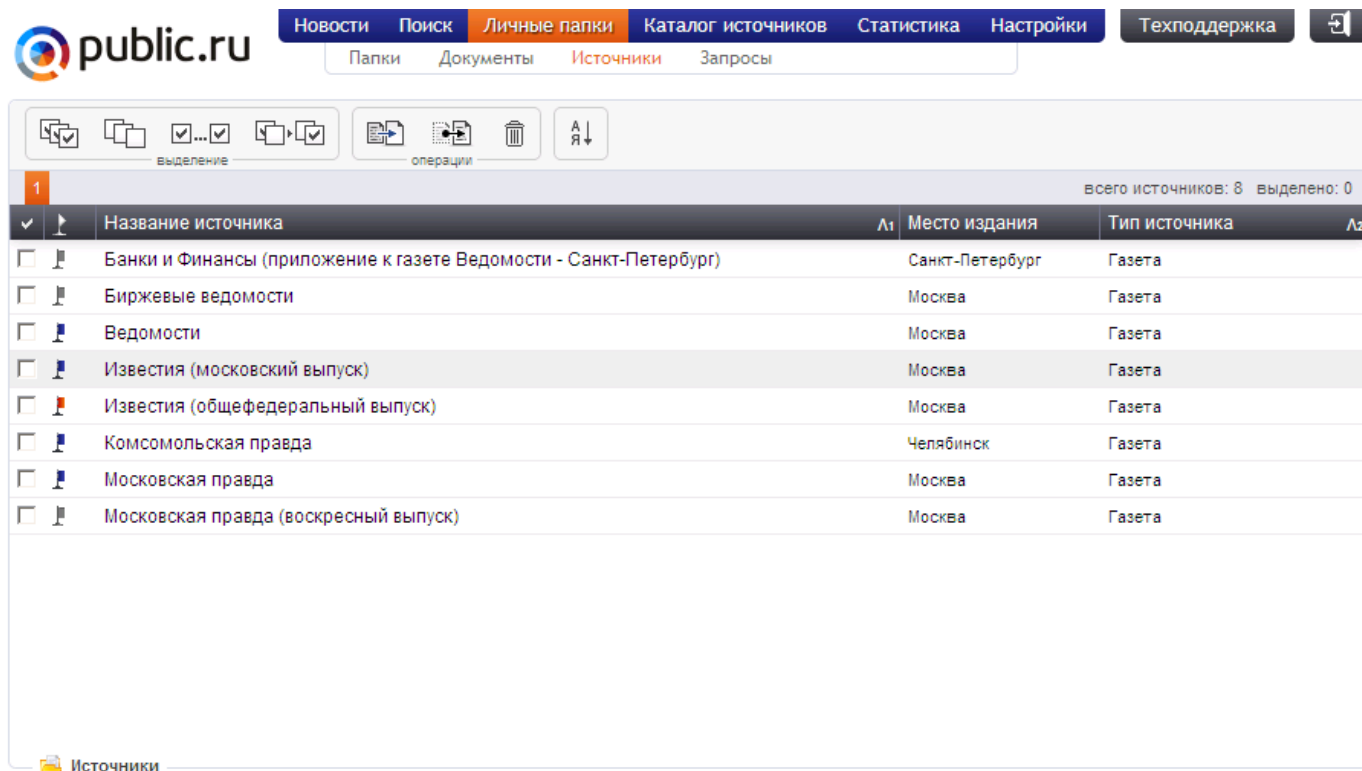 public.ru
Новости Поиск Личные папки Каталог источников Статистика Настройки Техподдержка
Папки Документы Источники Запросы
А
Я
выделение операции
1 всего источников: 8 выделено: 0
Название источника Λ1 Место издания Тип источника Λ2
Банки и Финансы (приложение к газете Ведомости - Санкт-Петербург) Санкт-Петербург Газета
Биржевые ведомости Москва Газета
Ведомости Москва Газета
Известия (московский выпуск) Москва Газета
Известия (общефедеральный выпуск) Москва Газета
Комсомольская правда Челябинск Газета
Московская правда Москва Газета
Московская правда (воскресный выпуск) Москва Газета
Источники